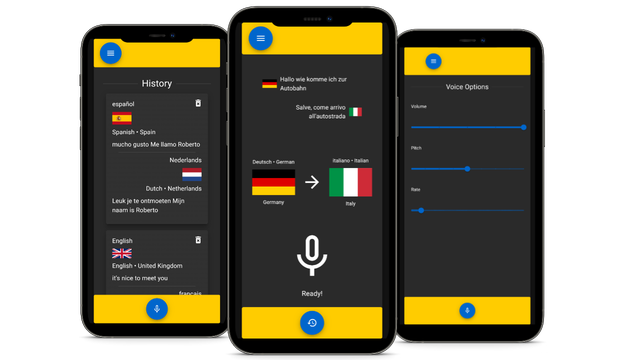 History
español
Spanish • Spain
mucho gusto Me llamo Roberto
Nederlands
Dutch • Netherlands
Leuk je te ontmoeten Mijn
naam is Roberto
English
English • United Kingdom
it's nice to meet you
français
Hallo wie komme ich zur
Autobahn
Salve, come arrivo
all'autostrada
Deutsch • German
Germany
Italiano • Italian
Italy
Ready!
Voice Options
Volume
Pitch
Rate